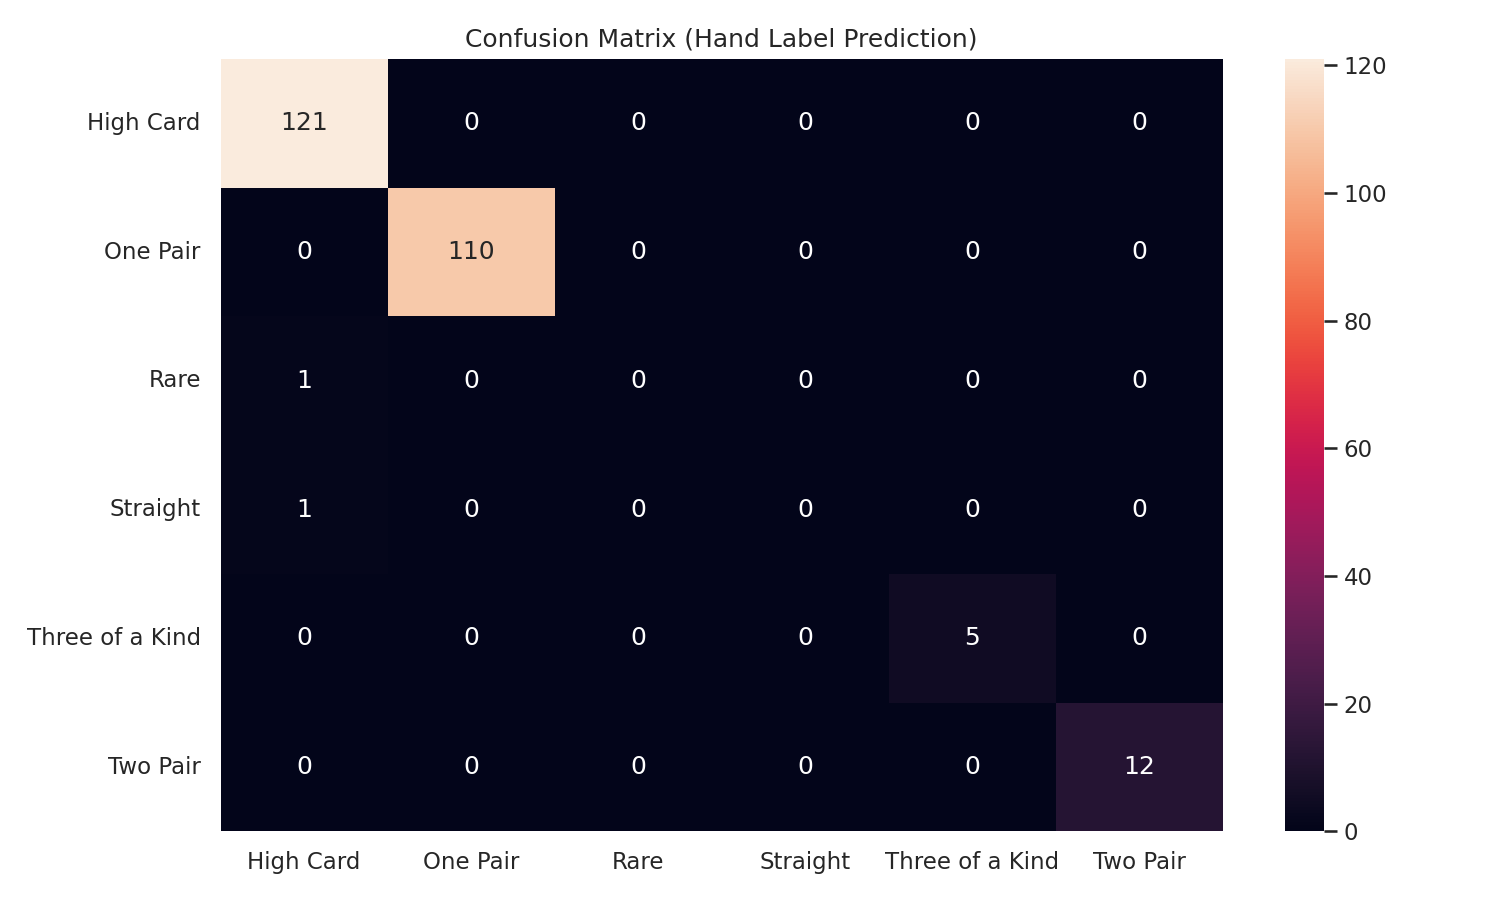 Confusion Matrix (Hand Label Prediction)
High Card 121 0 0 0 0 0
One Pair 0 110 0 0 0 0
Rare 1 0 0 0 0 0
Straight 1 0 0 0 0 0
Three of a Kind 0 0 0 0 5 0
Two Pair 0 0 0 0 0 12
High Card One Pair Rare Straight Three of a Kind Two Pair
120
100
80
60
40
20
0